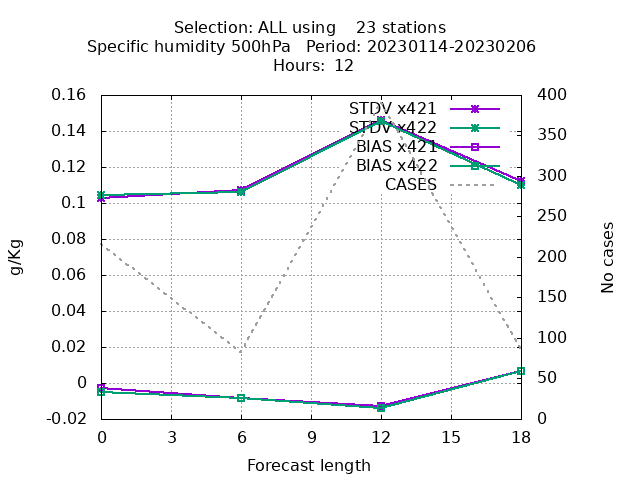 Selection: ALL using    23 stations
Specific humidity 500hPa   Period: 20230114-20230206
Hours:  12
0.16
0.14
0.12
0.1
0.08
0.06
0.04
0.02
0
-0.02
g/Kg
STDV x421
STDV x422
BIAS x421
BIAS x422
CASES
400
350
300
250
200
150
100
50
0
No cases
0 3 6 9 12 15 18
Forecast length